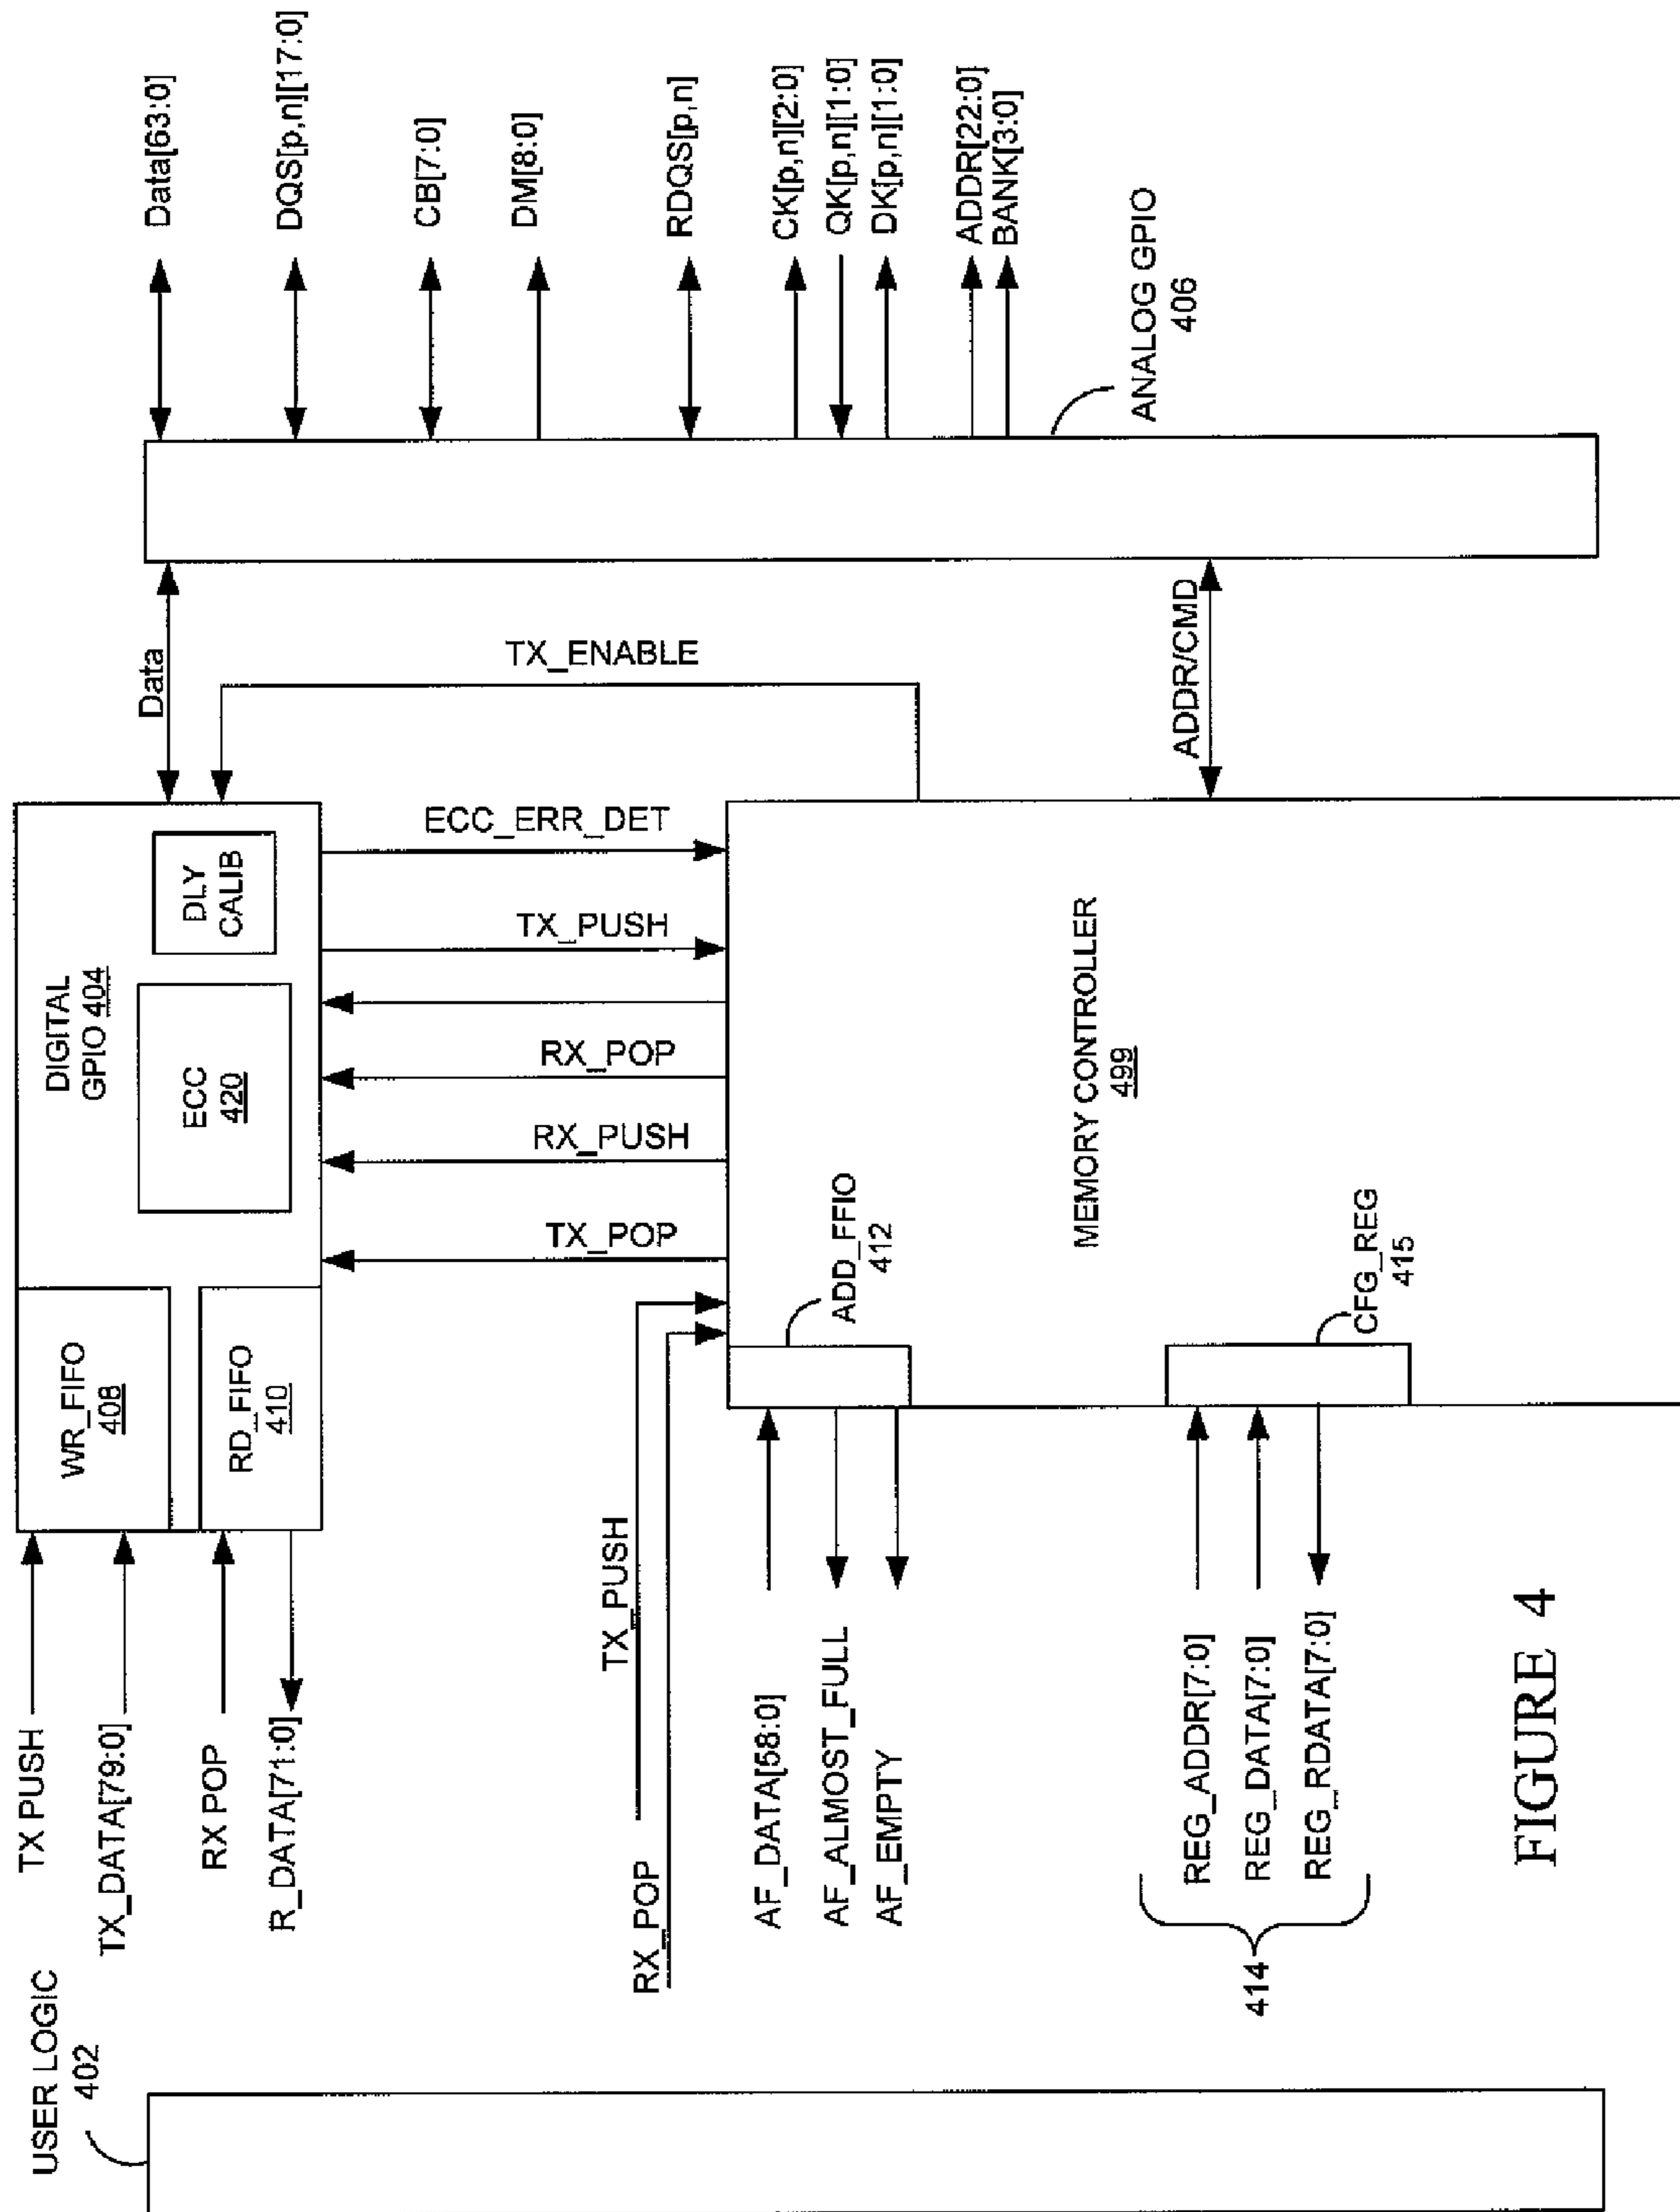 USER LOGIC
402
TX PUSH
TX_DATA[79:0]
RX POP
R_DATA[71:0]
WR_FIFO
408
RD_FIFO
410
DIGITAL
GPIO 404
ECC
420
DLY
CALIB
Data
TX_ENABLE
TX_POP
RX_PUSH
RX_POP
TX_PUSH
ECC_ERR_DET
TX_PUSH
RX_POP
AF_DATA[58:0]
AF_ALMOST_FULL
AF_EMPTY
ADD_FFIO
412
MEMORY CONTROLLER
499
REG_ADDR[7:0]
REG_DATA[7:0]
REG_RDATA[7:0]
414
CFG_REG
415
ADDR/CMD
Data[63:0]
DQS[p,n][17:0]
CB[7:0]
DM[8:0]
RDQS[p,n]
CK[p,n][2:0]
QK[p,n][1:0]
DK[p,n][1:0]
ADDR[22:0]
BANK[3:0]
ANALOG GPIO
406
FIGURE 4